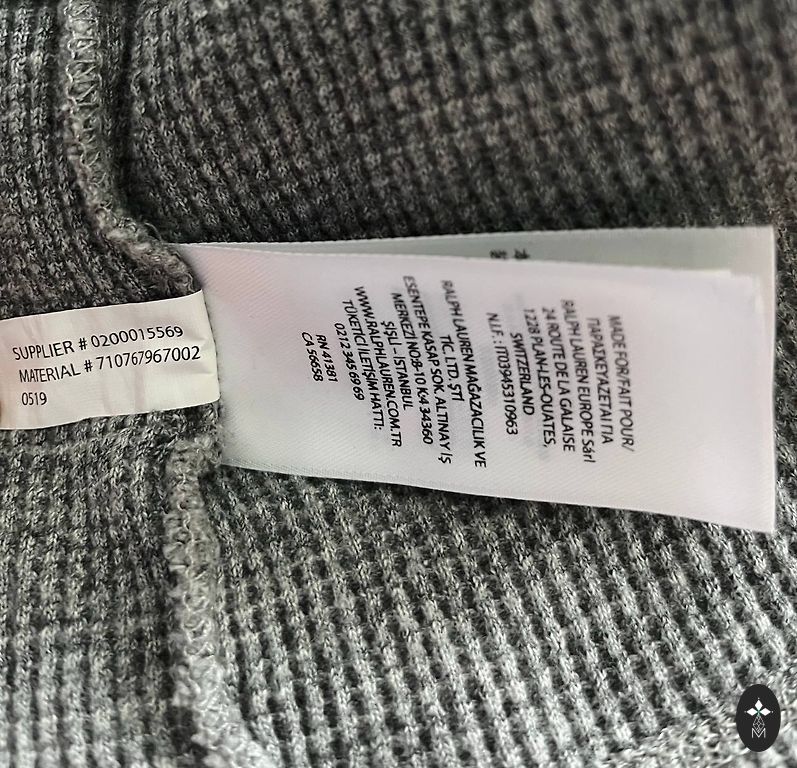 SUPPLIER # 0200015569
MATERIAL # 710767967002
0519
MADE FOR/FAIT POUR/
ΠΑΡΑΣΚΕΥΑΖΕΤΑΙ ΓΙΑ
RALPH LAUREN EUROPE Sárl
24 ROUTE DE LA GALAISE
1228 PLAN-LES-OUATES,
SWITZERLAND
N.I.F. : IT03945310963
RALPH LAUREN MAĞAZACILIK VE
TİC. LTD. ŞTİ
ESENTEPE KASAP SOK. ALTINAY İŞ
MERKEZİ NO:8-10 K:4 34360
ŞİŞLİ – İSTANBUL
WWW.RALPHLAUREN.COM.TR
TÜKETİCİ İLETİŞİM HATTI:
0212 345 69 69
RN 41381
CA 56658
M